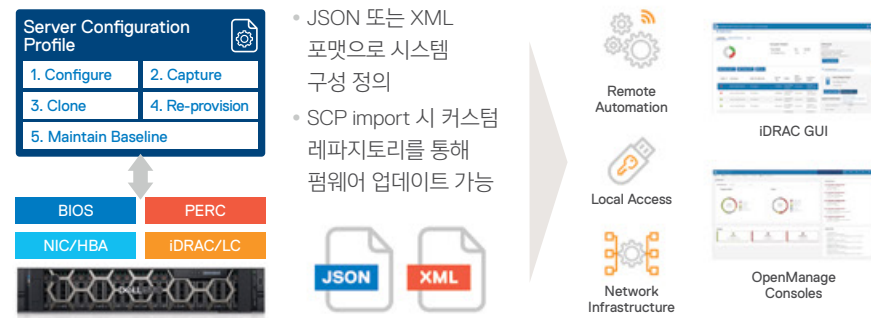 Server Configuration
Profile
1. Configure
2. Capture
3. Clone
4. Re-provision
5. Maintain Baseline
BIOS
PERC
NIC/HBA
iDRAC/LC
• JSON 또는 XML
포맷으로 시스템
구성 정의
• SCP import 시 커스텀
레파지토리를 통해
펌웨어 업데이트 가능
JSON
XML
Remote
Automation
Local Access
Network
Infrastructure
iDRAC GUI
OpenManage
Consoles